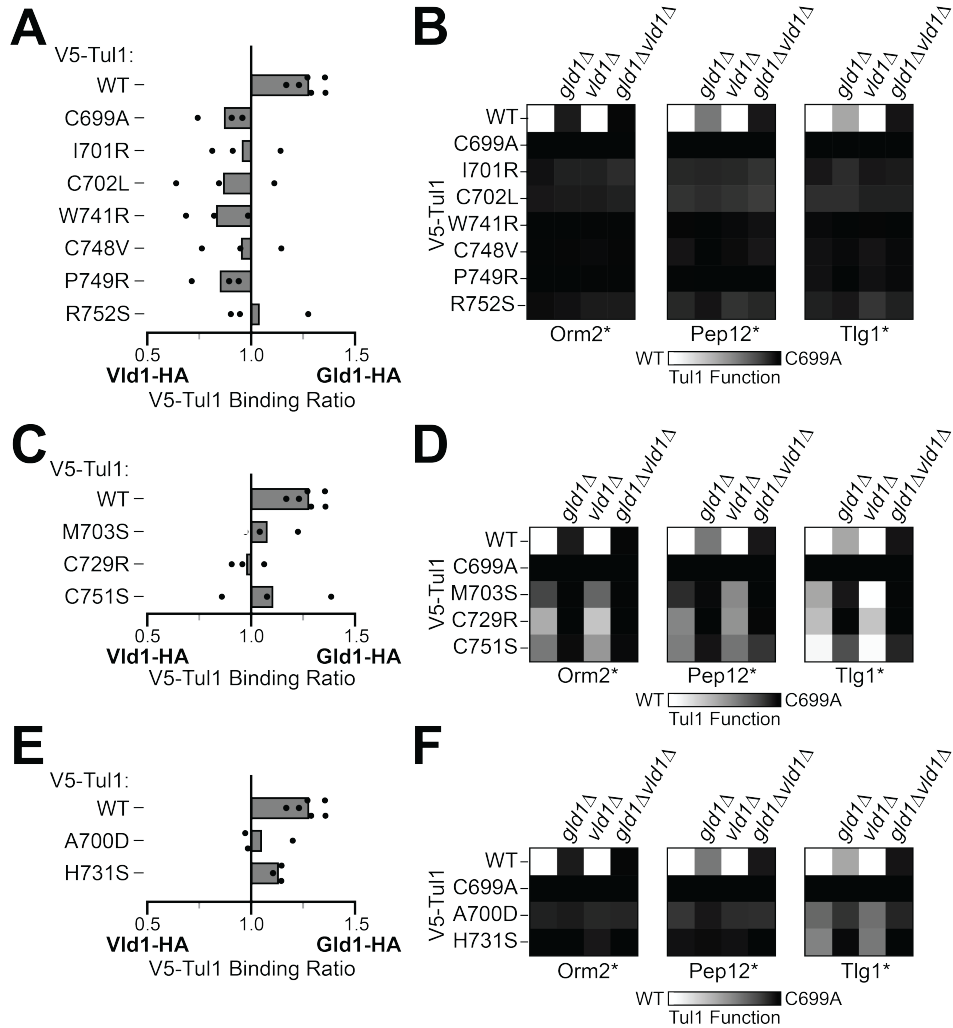 A
V5-Tul1:
WT
C699A
I701R
C702L
W741R
C748V
P749R
R752S
0.5 1.0 1.5
Vld1-HA Gld1-HA
V5-Tul1 Binding Ratio
B
gld1Δ vld1Δ gld1Δvld1Δ gld1Δ vld1Δ gld1Δvld1Δ gld1Δ vld1Δ gld1Δvld1Δ
V5-Tul1
WT
C699A
I701R
C702L
W741R
C748V
P749R
R752S
Orm2* Pep12* Tlg1*
WT C699A
Tul1 Function
C
V5-Tul1:
WT
M703S
C729R
C751S
0.5 1.0 1.5
Vld1-HA Gld1-HA
V5-Tul1 Binding Ratio
D
gld1Δ vld1Δ gld1Δvld1Δ gld1Δ vld1Δ gld1Δvld1Δ gld1Δ vld1Δ gld1Δvld1Δ
V5-Tul1
WT
C699A
M703S
C729R
C751S
Orm2* Pep12* Tlg1*
WT C699A
Tul1 Function
E
V5-Tul1:
WT
A700D
H731S
0.5 1.0 1.5
Vld1-HA Gld1-HA
V5-Tul1 Binding Ratio
F
gld1Δ vld1Δ gld1Δvld1Δ gld1Δ vld1Δ gld1Δvld1Δ gld1Δ vld1Δ gld1Δvld1Δ
V5-Tul1
WT
C699A
A700D
H731S
Orm2* Pep12* Tlg1*
WT C699A
Tul1 Function